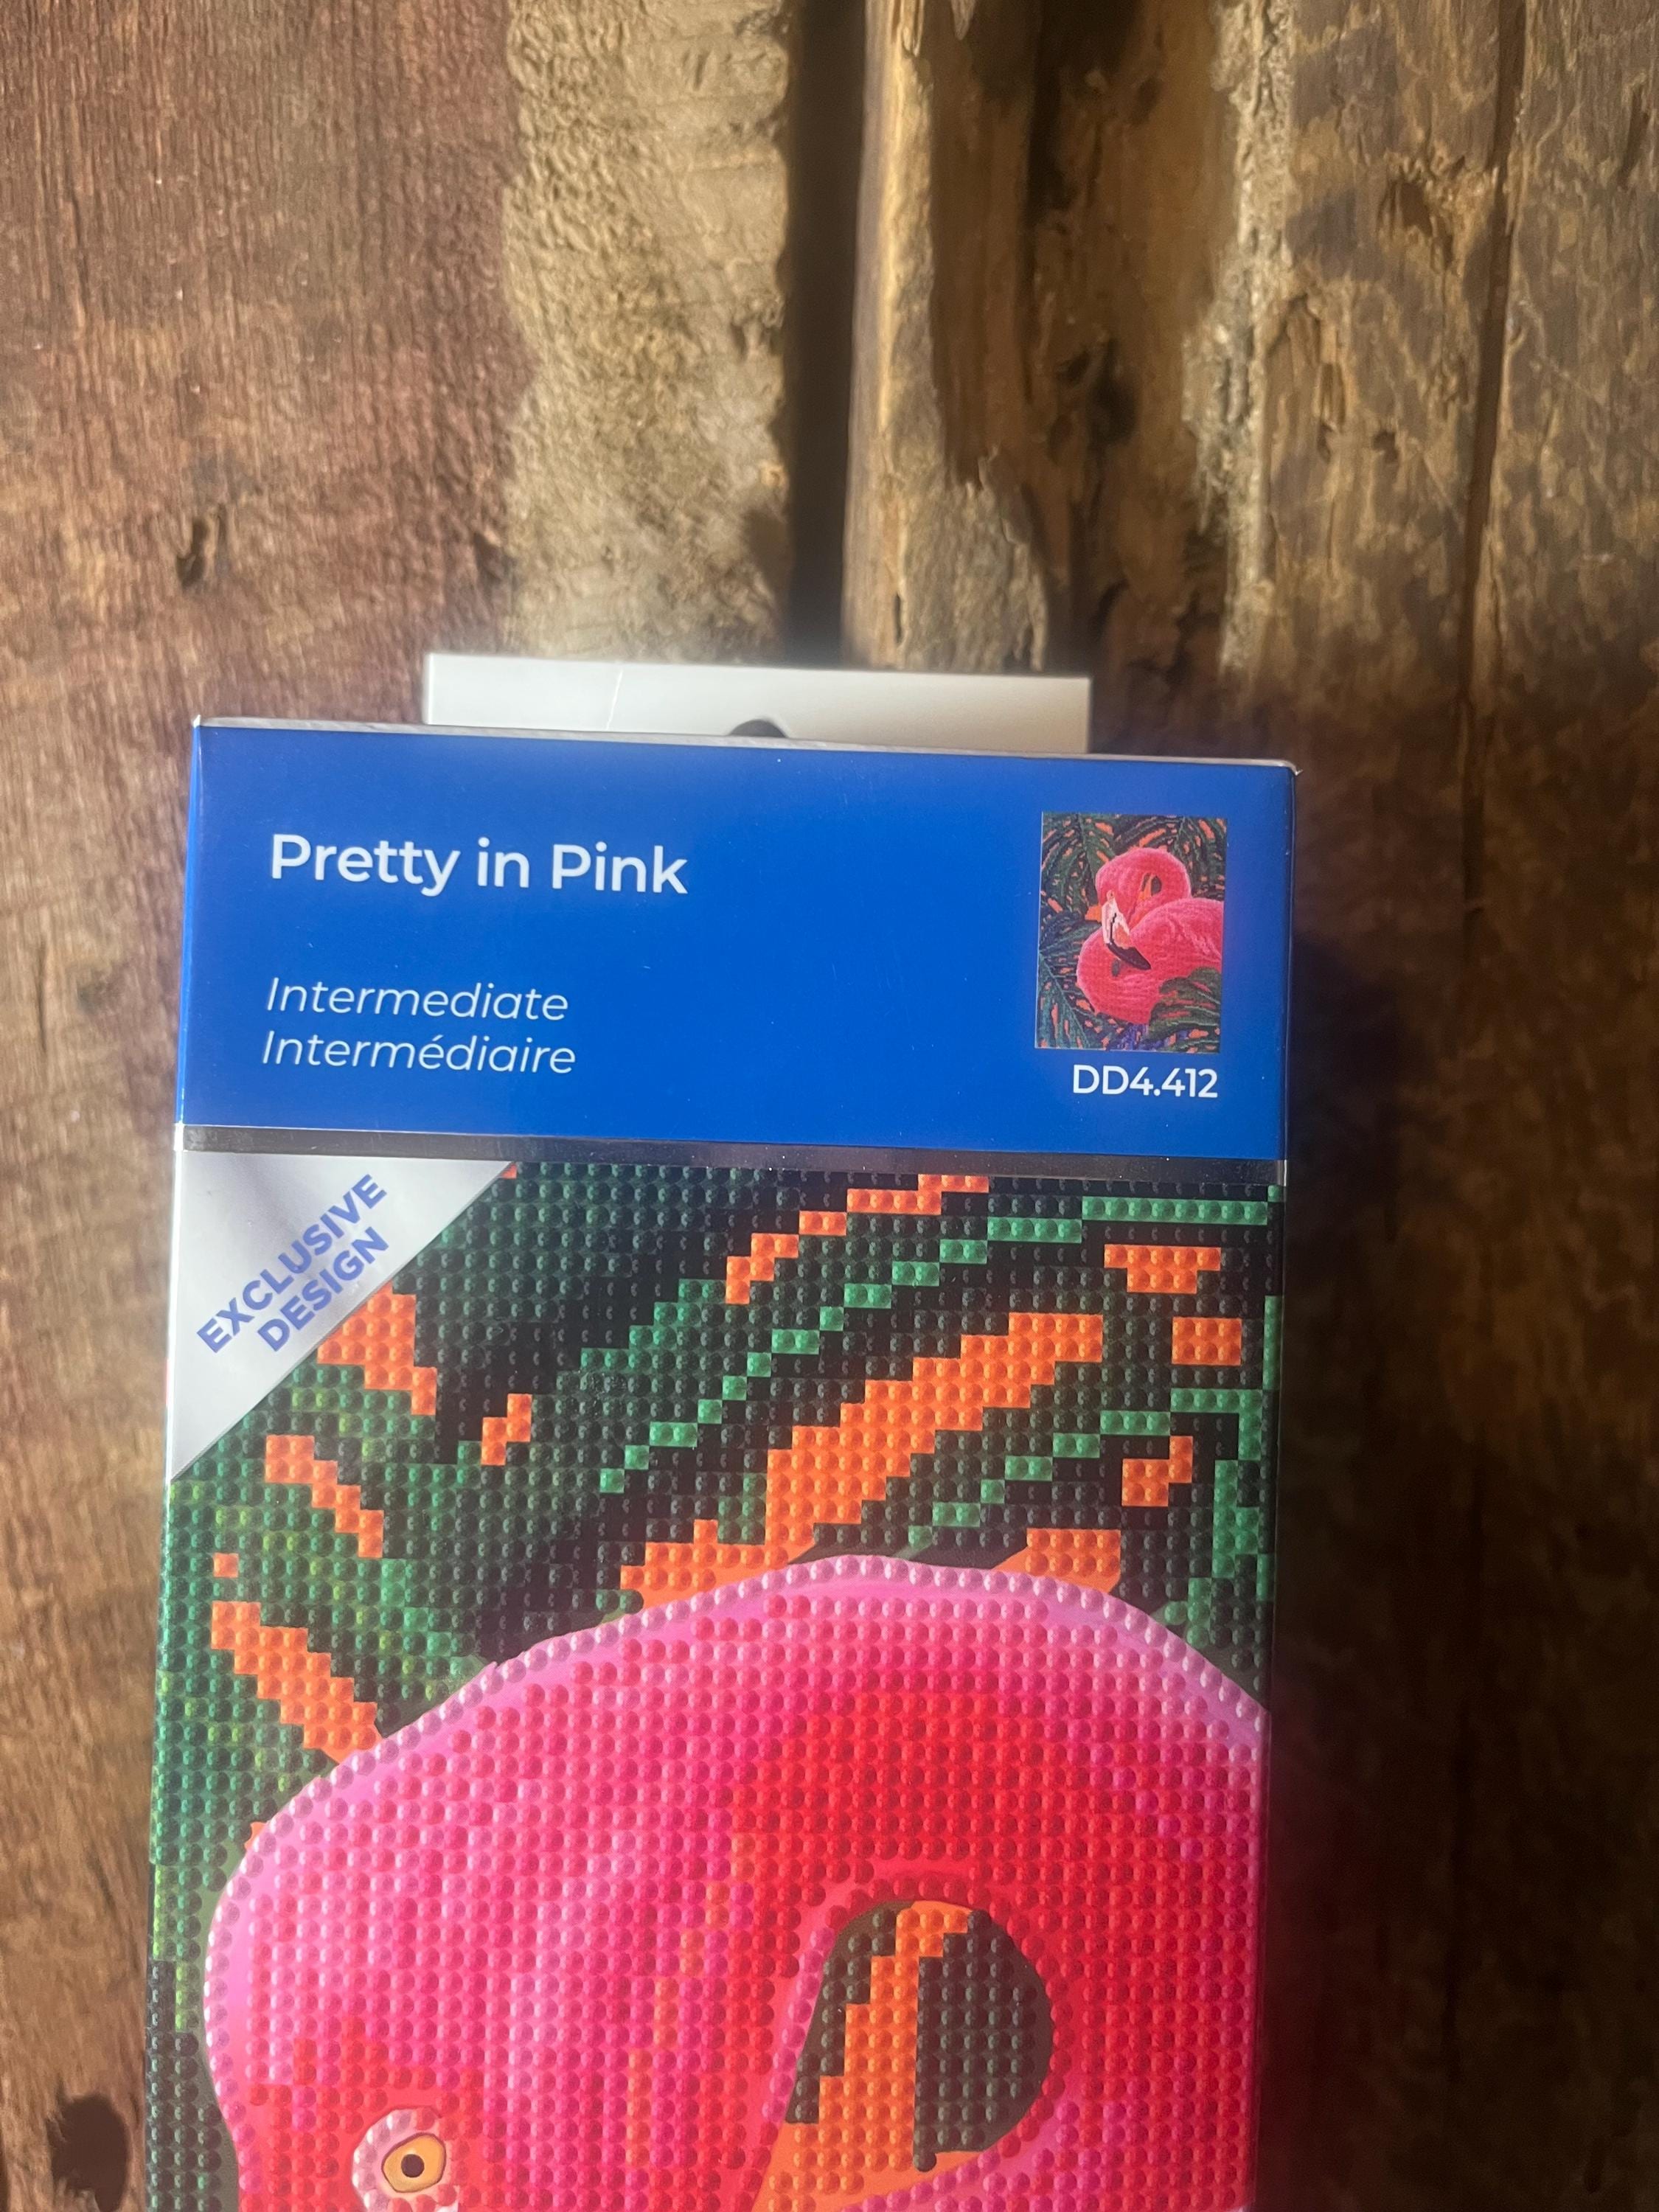 Pretty in Pink
Intermediate
Intermédiaire
DD4.412
EXCLUSIVE
DESIGN